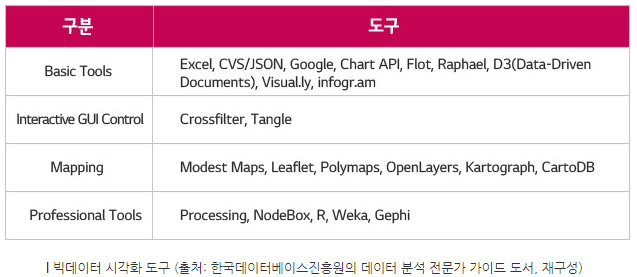 구분 도구
Basic Tools Excel, CVS/JSON, Google, Chart API, Flot, Raphael, D3(Data-Driven
Documents), Visual.ly, infogr.am
Interactive GUI Control Crossfilter, Tangle
Mapping Modest Maps, Leaflet, Polymaps, OpenLayers, Kartograph, CartoDB
Professional Tools Processing, NodeBox, R, Weka, Gephi
l 빅데이터 시각화 도구 (출처: 한국데이터베이스진흥원의 데이터 분석 전문가 가이드 도서, 재구성)